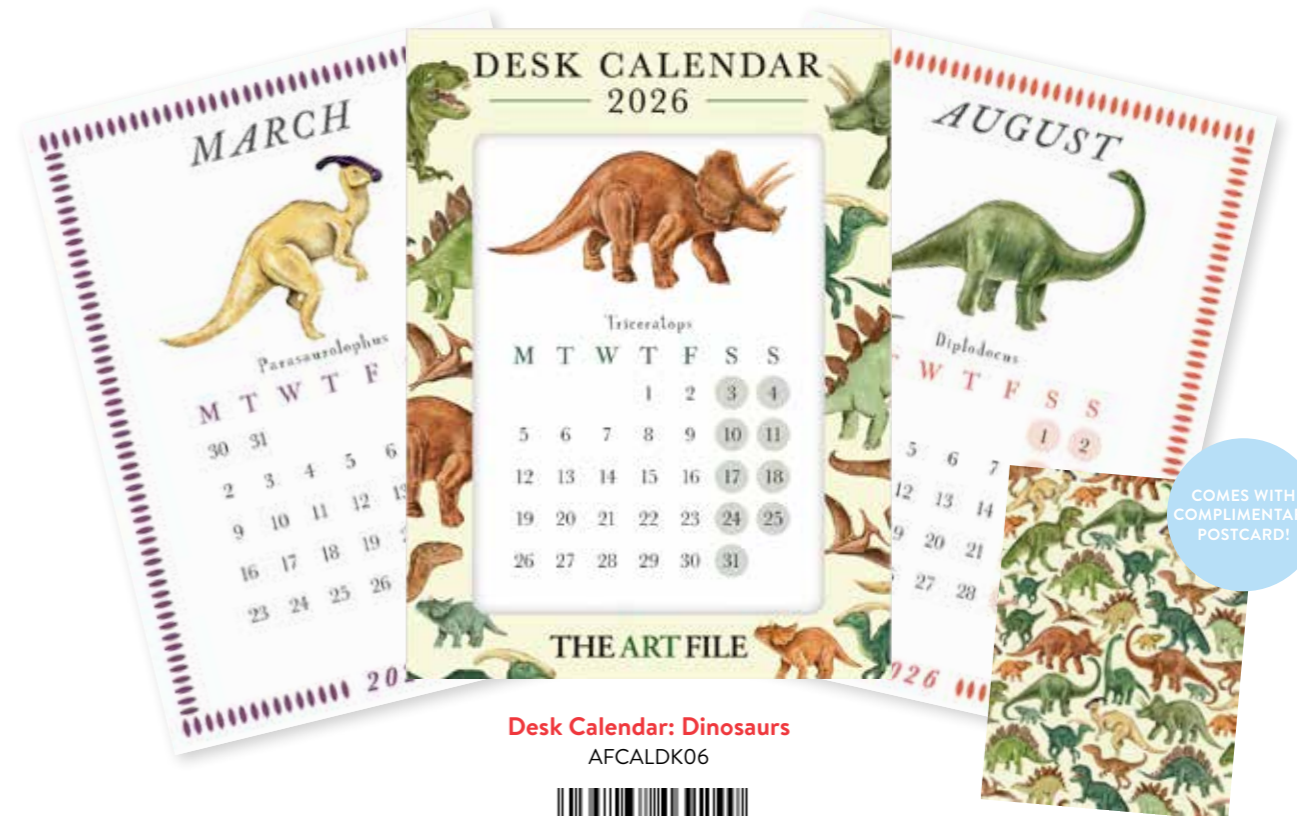 MARCH
Parasaurolophus
M T W T F
30 31
2 3 4 5 6
9 10 11 12
16 17 18 19
23 24 25 26
DESK CALENDAR
2026
Triceratops
M T W T F S S
1 2 3 4
5 6 7 8 9 10 11
12 13 14 15 16 17 18
19 20 21 22 23 24 25
26 27 28 29 30 31
THE ART FILE
AUGUST
Diplodocus
W T F S S
1 2
5 6 7
12 13 14
20 21
27 28
COMES WITH
COMPLIMENTAR
POSTCARD!
Desk Calendar: Dinosaurs
AFCALDK06